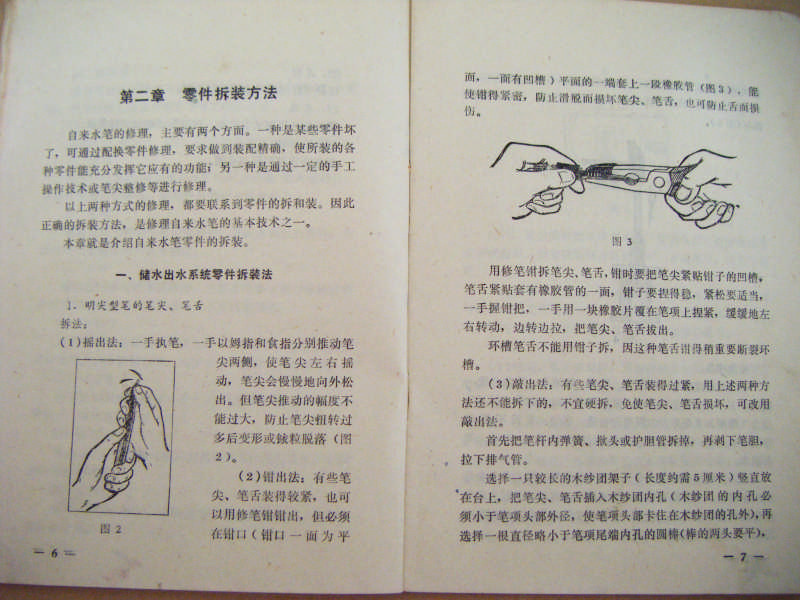 第二章　零件拆装方法
自来水笔的修理，主要有两个方面。一种是某些零件坏
了，可通过配换零件修理，要求做到装配精确，使所装的各
种零件能充分发挥它应有的功能；另一种是通过一定的手工
操作技术或笔尖整修等进行修理。
以上两种方式的修理，都要联系到零件的拆和装。因此
正确的拆装方法，是修理自来水笔的基本技术之一。
本章就是介绍自来水笔零件的拆装。
一、储水出水系统零件拆装法
1．明尖型笔的笔尖、笔舌
拆法：
(1)摇出法：一手执笔，一手以姆指和食指分别推动笔
尖两侧，使笔尖左右摇
动，笔尖会慢慢地向外松
出。但笔尖推动的幅度不
能过大，防止笔尖扭转过
多后变形或铱粒脱落（图
2）。
(2)钳出法：有些笔
尖、笔舌装得较紧，也可
以用修笔钳钳出，但必须
在钳口（钳口一面为平
图 2
— 6 —
面，一面有凹槽）平面的一端套上一段橡胶管（图3），能
使钳得紧密，防止滑脱而损坏笔尖、笔舌，也可防止舌面损
伤。
图 3
用修笔钳拆笔尖、笔舌，钳时要把笔尖紧贴钳子的凹槽，
笔舌紧贴套有橡胶管的一面，钳子要捏得稳，紧松要适当，
一手握钳把，一手用一块橡胶片覆在笔项上捏紧，缓缓地左
右转动，边转边拉，把笔尖、笔舌拔出。
环槽笔舌不能用钳子拆，因这种笔舌钳得稍重要断裂环
槽。
(3)敲出法：有些笔尖、笔舌装得过紧，用上述两种方
法还不能拆下的，不宜硬拆，免使笔尖、笔舌损坏，可改用
敲出法。
首先把笔杆内弹簧、揿头或护胆管拆掉，再剥下笔胆，
拉下排气管。
选择一只较长的木纱团架子（长度约需5厘米）竖直放
在台上，把笔尖、笔舌插入木纱团内孔（木纱团的内孔必
须小于笔项头部外径，使笔项头部卡住在木纱团的孔外），再
选择一根直径略小于笔项尾端内孔的圆棒（棒的两头要平），
— 7 —